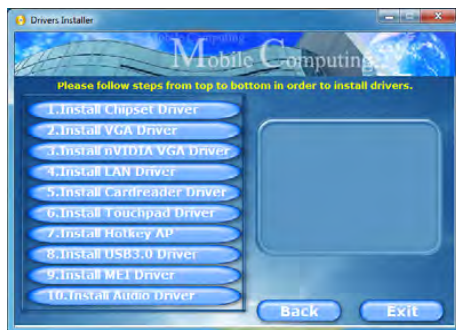 Drivers Installer
Mobile Computing
Mobile Computing
Please follow steps from top to bottom in order to install drivers.
1.Install Chipset Driver
2.Install VGA Driver
3.Install nVIDIA VGA Driver
4.Install LAN Driver
5.Install Cardreader Driver
6.Install Touchpad Driver
7.Install Hotkey AP
8.Install USB3.0 Driver
9.Install MEI Driver
10.Install Audio Driver
Back Exit